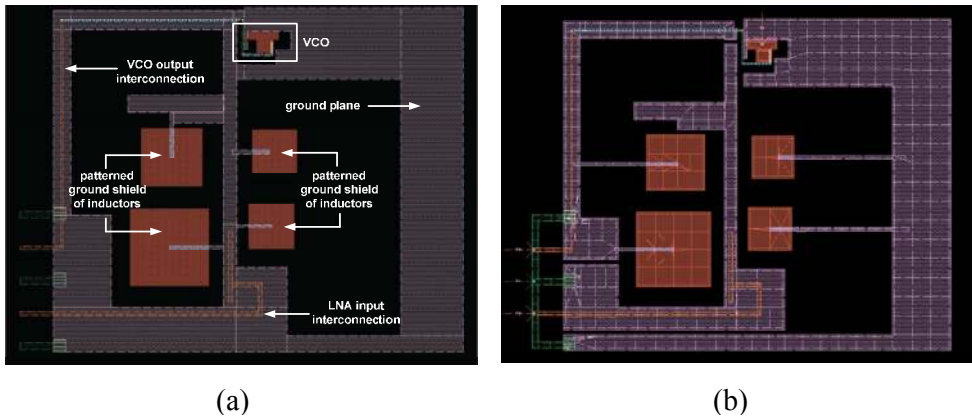 VCO
VCO output
interconnection
ground plane
patterned
ground shield
of inductors
patterned
ground shield
of inductors
LNA input
interconnection
(a)
(b)